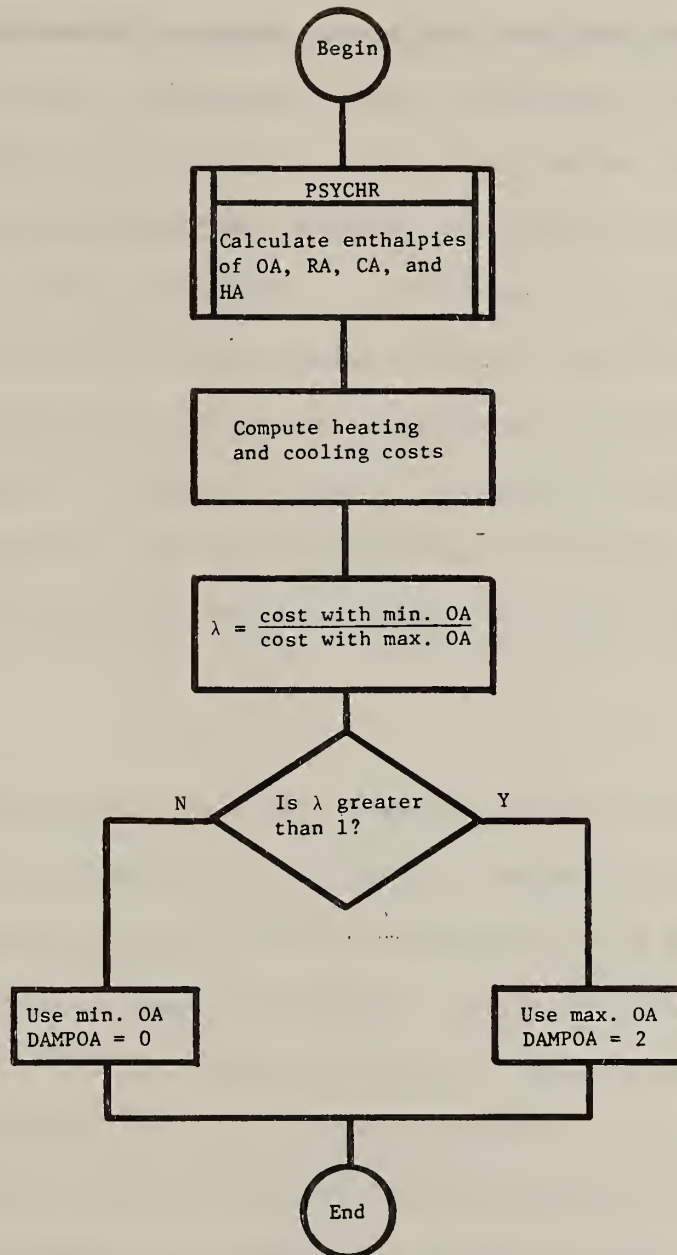 Begin
PSYCHR
Calculate enthalpies
of OA, RA, CA, and
HA
Compute heating
and cooling costs
λ = cost with min. OA
cost with max. OA
Is λ greater
than 1?
N
Y
Use min. OA
DAMPOA = 0
Use max. OA
DAMPOA = 2
End